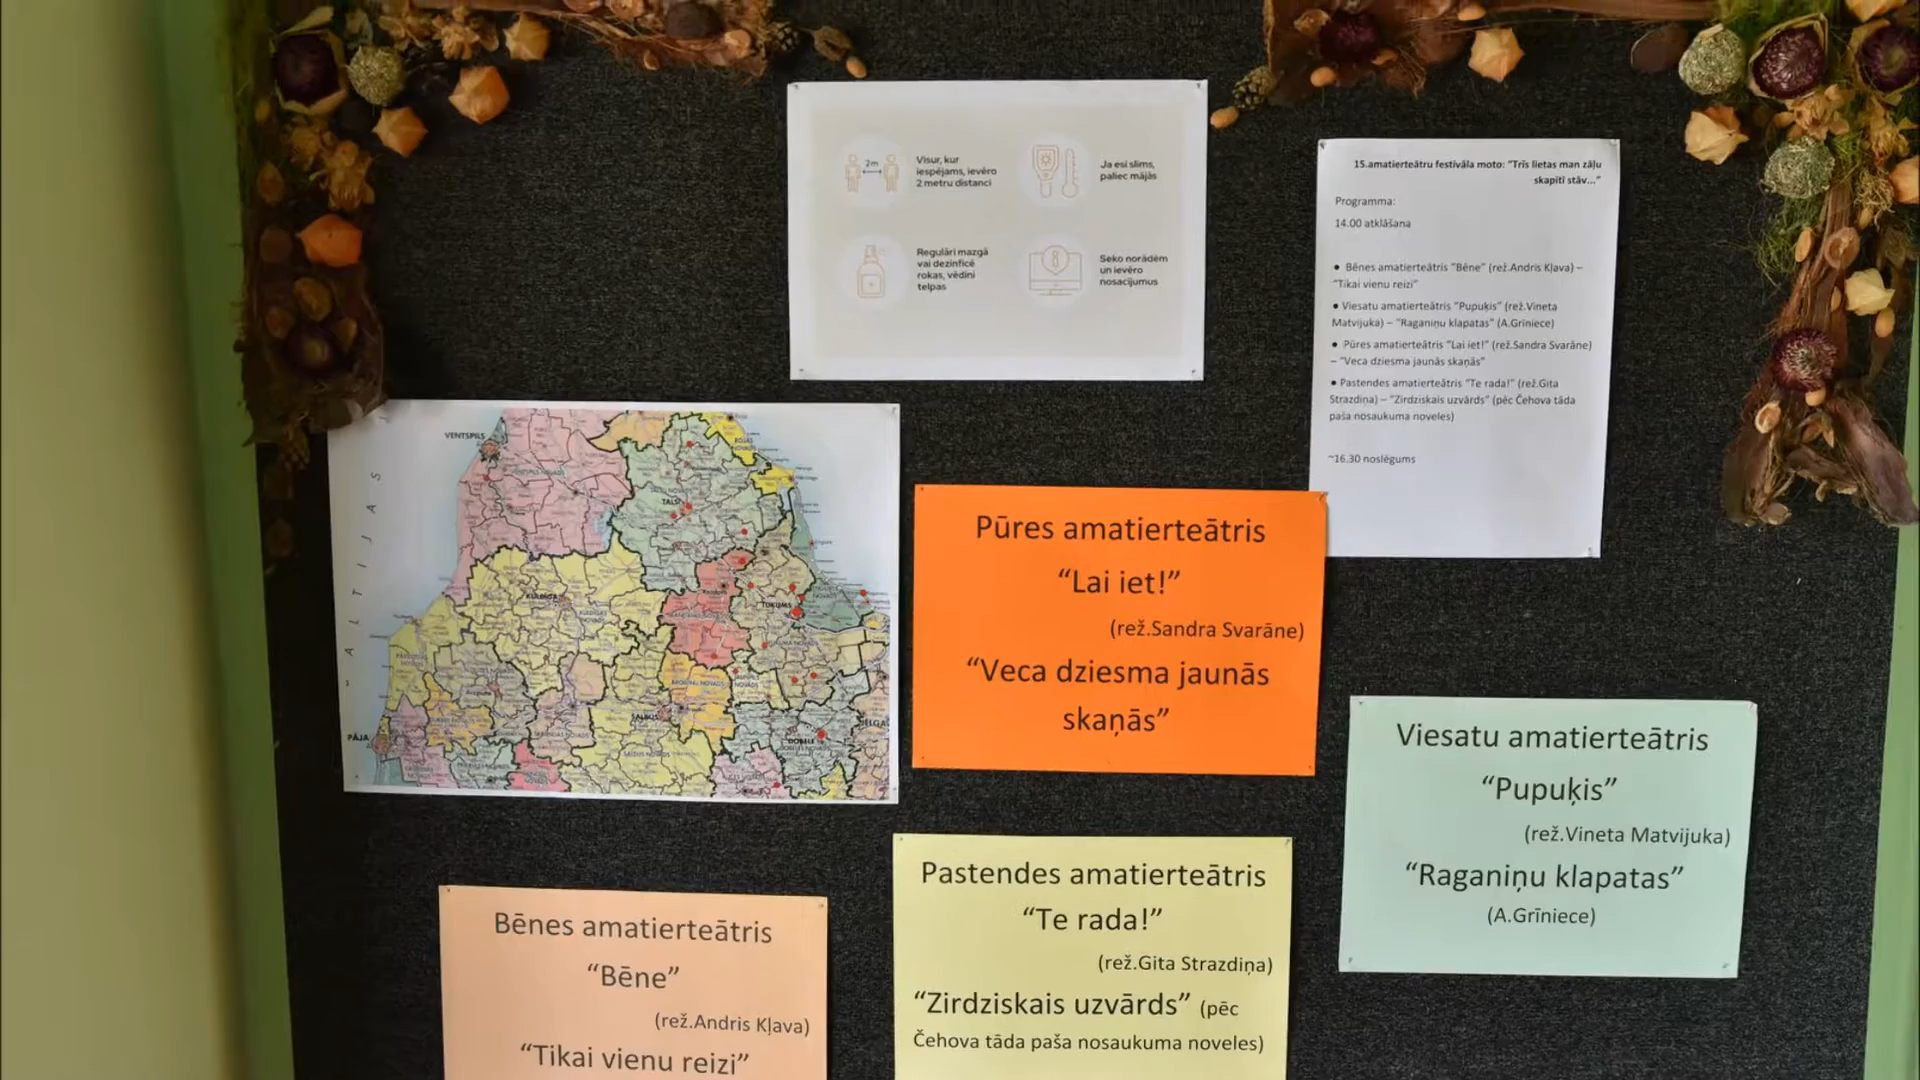 2m
Visur, kur
iespējams, ievēro
2 metru distanci
Ja esi slims,
paliec mājās
Regulāri mazgā
vai dezinficē
rokas, vēdini
telpas
Seko norādēm
un ievēro
nosacījumus
15.amatierteātru festivāla moto: “Trīs lietas man zāļu
skapītī stāv...”
Programma:
14.00 atklāšana
● Bēnes amatierteātris “Bēne” (rež.Andris Kļava) –
“Tikai vienu reizi”
● Viesatu amatierteātris “Pupuķis” (rež.Vineta
Matvijuka) – “Raganiņu klapatas” (A.Grīniece)
● Pūres amatierteātris “Lai iet!” (rež.Sandra Svarāne)
– “Veca dziesma jaunās skaņās”
● Pastendes amatierteātris “Te rada!” (rež.Gita
Strazdiņa) – “Zirdziskais uzvārds” (pēc Čehova tāda
paša nosaukuma noveles)
~16.30 noslēgums
VENTSPILS
TALSI
KULDĪGA
TUKUMS
SALDUS
DOBELE
Pūres amatierteātris
“Lai iet!”
(rež.Sandra Svarāne)
“Veca dziesma jaunās
skaņās”
Viesatu amatierteātris
“Pupuķis”
(rež.Vineta Matvijuka)
“Raganiņu klapatas”
(A.Grīniece)
Pastendes amatierteātris
“Te rada!”
(rež.Gita Strazdiņa)
“Zirdziskais uzvārds” (pēc
Čehova tāda paša nosaukuma noveles)
Bēnes amatierteātris
“Bēne”
(rež.Andris Kļava)
“Tikai vienu reizi”